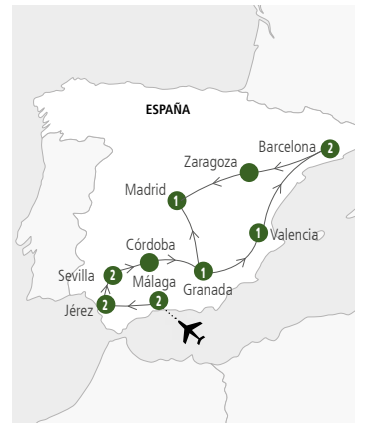 ESPAÑA
Barcelona 2
Zaragoza
Madrid 1
Valencia 1
Córdoba
Sevilla 2
Málaga 2
Granada 1
Jérez 2